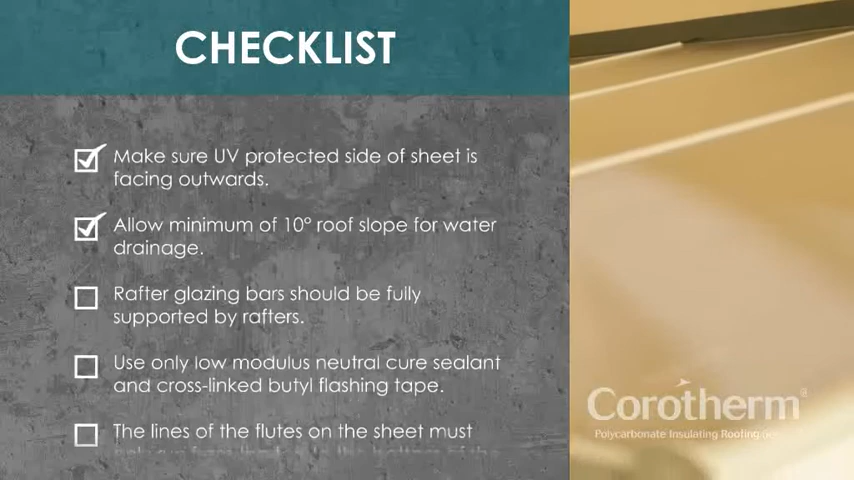 CHECKLIST
Make sure UV protected side of sheet is
facing outwards.
Allow minimum of 10° roof slope for water
drainage.
Rafter glazing bars should be fully
supported by rafters.
Use only low modulus neutral cure sealant
and cross-linked butyl flashing tape.
The lines of the flutes on the sheet must
Corotherm
Polycarbonate Insulating Roofing